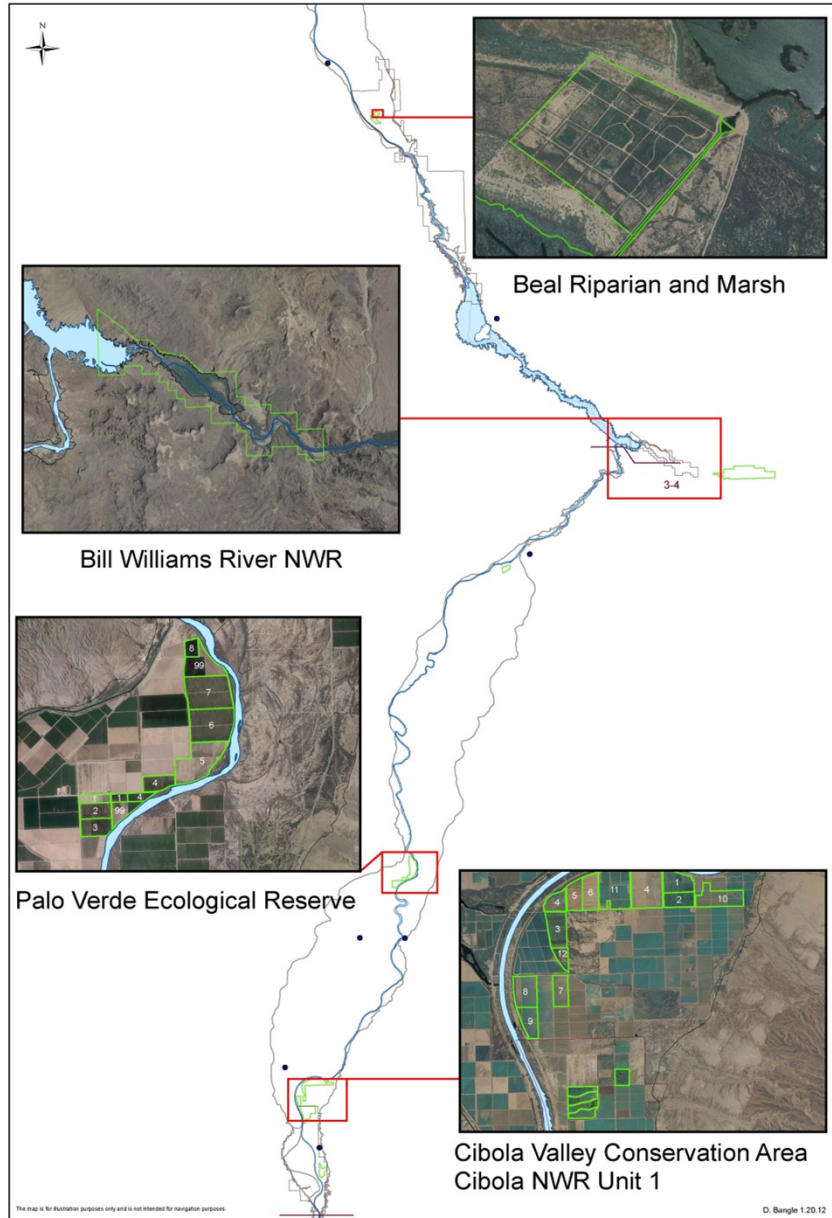 N
Beal Riparian and Marsh
Bill Williams River NWR
3-4
8
99
7
6
5
4
1 1 4
2 99
3
Palo Verde Ecological Reserve
4 5 6 11 4 1
2 10
3
12
8 7
9
Cibola Valley Conservation Area
Cibola NWR Unit 1
The map is for illustration purposes only and is not intended for navigation purposes.
D. Bangle 1.20.12